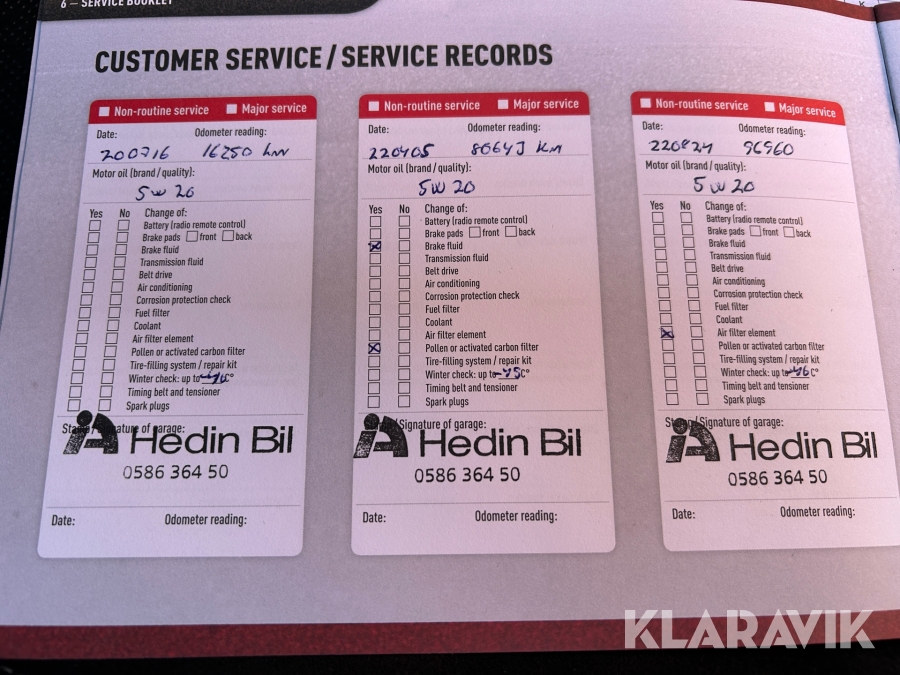 6 – SERVICE BOOKLET
CUSTOMER SERVICE / SERVICE RECORDS
Non-routine service Major service
Date: Odometer reading:
200716 16250 km
Motor oil (brand / quality):
5W 20
Yes No Change of:
Battery (radio remote control)
Brake pads front back
Brake fluid
Transmission fluid
Belt drive
Air conditioning
Corrosion protection check
Fuel filter
Coolant
Air filter element
Pollen or activated carbon filter
Tire-filling system / repair kit
Winter check: up to C°
Timing belt and tensioner
Spark plugs
Signature of garage:
Hedin Bil
0586 364 50
Date: Odometer reading:
Non-routine service Major service
Date: Odometer reading:
220405 KM
Motor oil (brand / quality):
5W 20
Yes No Change of:
Battery (radio remote control)
Brake pads front back
Brake fluid
Transmission fluid
Belt drive
Air conditioning
Corrosion protection check
Fuel filter
Coolant
Air filter element
Pollen or activated carbon filter
Tire-filling system / repair kit
Winter check: up to C°
Timing belt and tensioner
Spark plugs
/Signature of garage:
Hedin Bil
0586 364 50
Date: Odometer reading:
Non-routine service Major service
Date: Odometer reading:
220824 96960
Motor oil (brand / quality):
5W 20
Yes No Change of:
Battery (radio remote control)
Brake pads front back
Brake fluid
Transmission fluid
Belt drive
Air conditioning
Corrosion protection check
Fuel filter
Coolant
Air filter element
Pollen or activated carbon filter
Tire-filling system / repair kit
Winter check: up to C°
Timing belt and tensioner
Spark plugs
/Signature of garage:
Hedin Bil
0586 364 50
Date: Odometer reading:
KLARAVIK